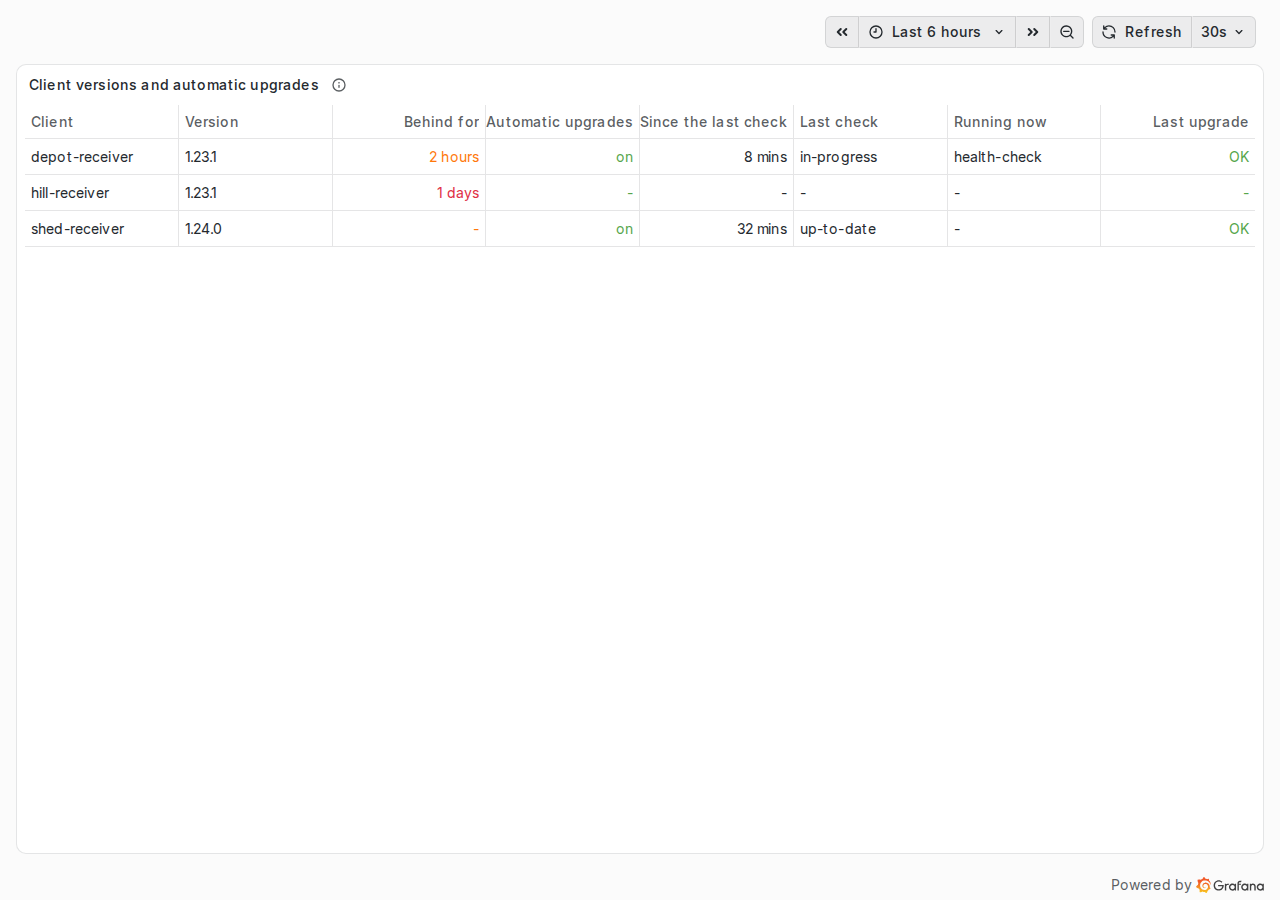 Last 6 hours Refresh 30s
Client versions and automatic upgrades
Client Version Behind for Automatic upgrades Since the last check Last check Running now Last upgrade
depot-receiver 1.23.1 2 hours on 8 mins in-progress health-check OK
hill-receiver 1.23.1 1 days - - - - -
shed-receiver 1.24.0 - on 32 mins up-to-date - OK
Powered by Grafana